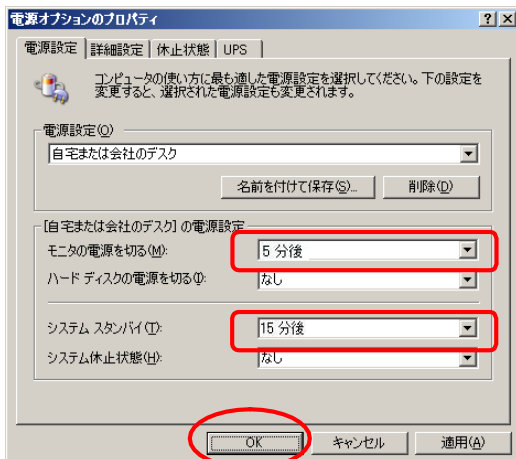 電源オプションのプロパティ
電源設定 詳細設定 休止状態 UPS
コンピュータの使い方に最も適した電源設定を選択してください。下の設定を
変更すると、選択された電源設定も変更されます。
電源設定(O)
自宅または会社のデスク
名前を付けて保存(S)... 削除(D)
[自宅または会社のデスク] の電源設定
モニタの電源を切る(M): 5 分後
ハード ディスクの電源を切る(I): なし
システム スタンバイ(T): 15 分後
システム休止状態(H): なし
OK キャンセル 適用(A)